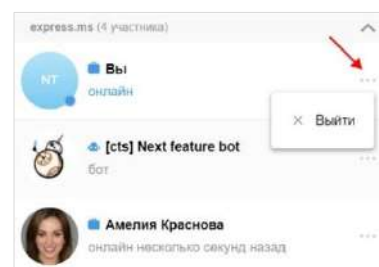 express.ms (4 участника)
NT
Вы
онлайн
× Выйти
[cts] Next feature bot
бот
Амелия Краснова
онлайн несколько секунд назад